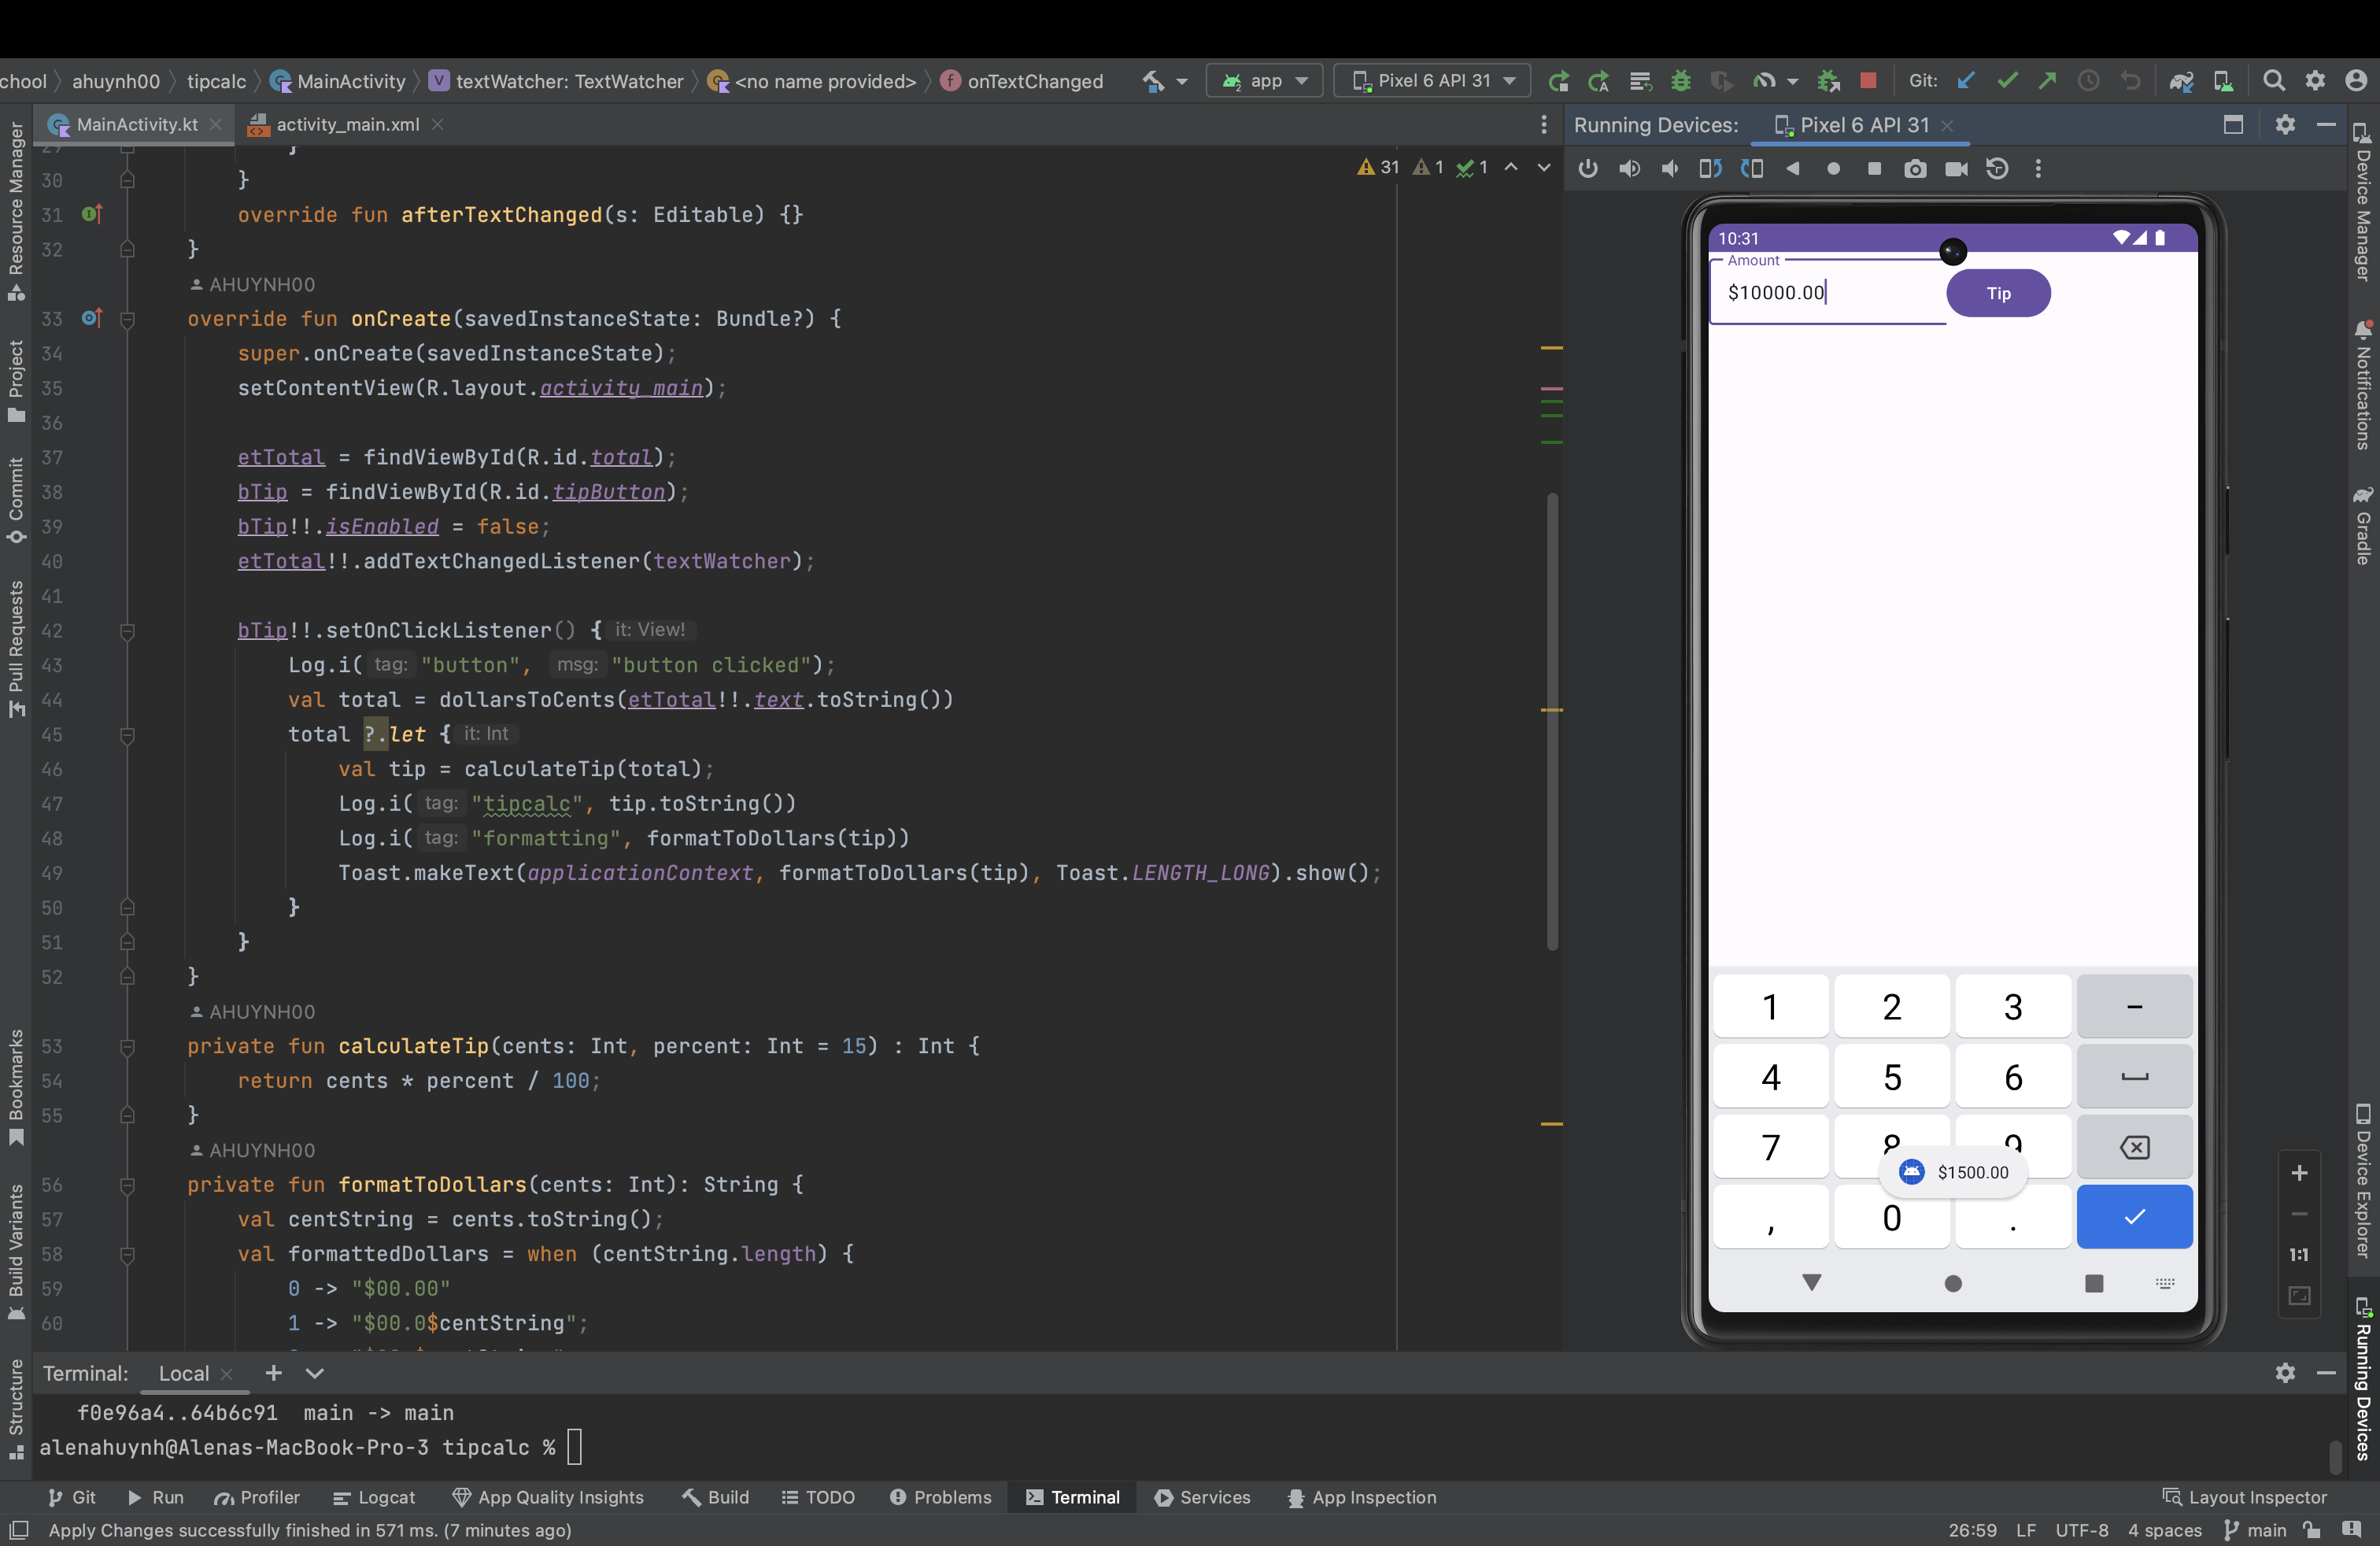 chool ahuynh00 tipcalc MainActivity textWatcher: TextWatcher <no name provided> onTextChanged app Pixel 6 API 31 Git:
MainActivity.kt activity_main.xml
Running Devices: Pixel 6 API 31
31 1 1
29 }
30 }
31 override fun afterTextChanged(s: Editable) {}
32 }
AHUYNH00
33 override fun onCreate(savedInstanceState: Bundle?) {
34 super.onCreate(savedInstanceState);
35 setContentView(R.layout.activity_main);
36
37 etTotal = findViewById(R.id.total);
38 bTip = findViewById(R.id.tipButton);
39 bTip!!.isEnabled = false;
40 etTotal!!.addTextChangedListener(textWatcher);
41
42 bTip!!.setOnClickListener() { it: View!
43 Log.i( tag: "button", msg: "button clicked");
44 val total = dollarsToCents(etTotal!!.text.toString())
45 total ?.let { it: Int
46 val tip = calculateTip(total);
47 Log.i( tag: "tipcalc", tip.toString())
48 Log.i( tag: "formatting", formatToDollars(tip))
49 Toast.makeText(applicationContext, formatToDollars(tip), Toast.LENGTH_LONG).show();
50 }
51 }
52 }
AHUYNH00
53 private fun calculateTip(cents: Int, percent: Int = 15) : Int {
54 return cents * percent / 100;
55 }
AHUYNH00
56 private fun formatToDollars(cents: Int): String {
57 val centString = cents.toString();
58 val formattedDollars = when (centString.length) {
59 0 -> "$00.00"
60 1 -> "$00.0$centString";
Resource Manager
Project
Commit
Pull Requests
Bookmarks
Build Variants
Structure
10:31
Amount
$10000.00
Tip
1 2 3 −
4 5 6
7 8 9
$1500.00
, 0 .
1:1
Device Manager
Notifications
Gradle
Device Explorer
Running Devices
Terminal: Local
f0e96a4..64b6c91 main -> main
alenahuynh@Alenas-MacBook-Pro-3 tipcalc %
Git Run Profiler Logcat App Quality Insights Build TODO Problems Terminal Services App Inspection Layout Inspector
Apply Changes successfully finished in 571 ms. (7 minutes ago) 26:59 LF UTF-8 4 spaces main